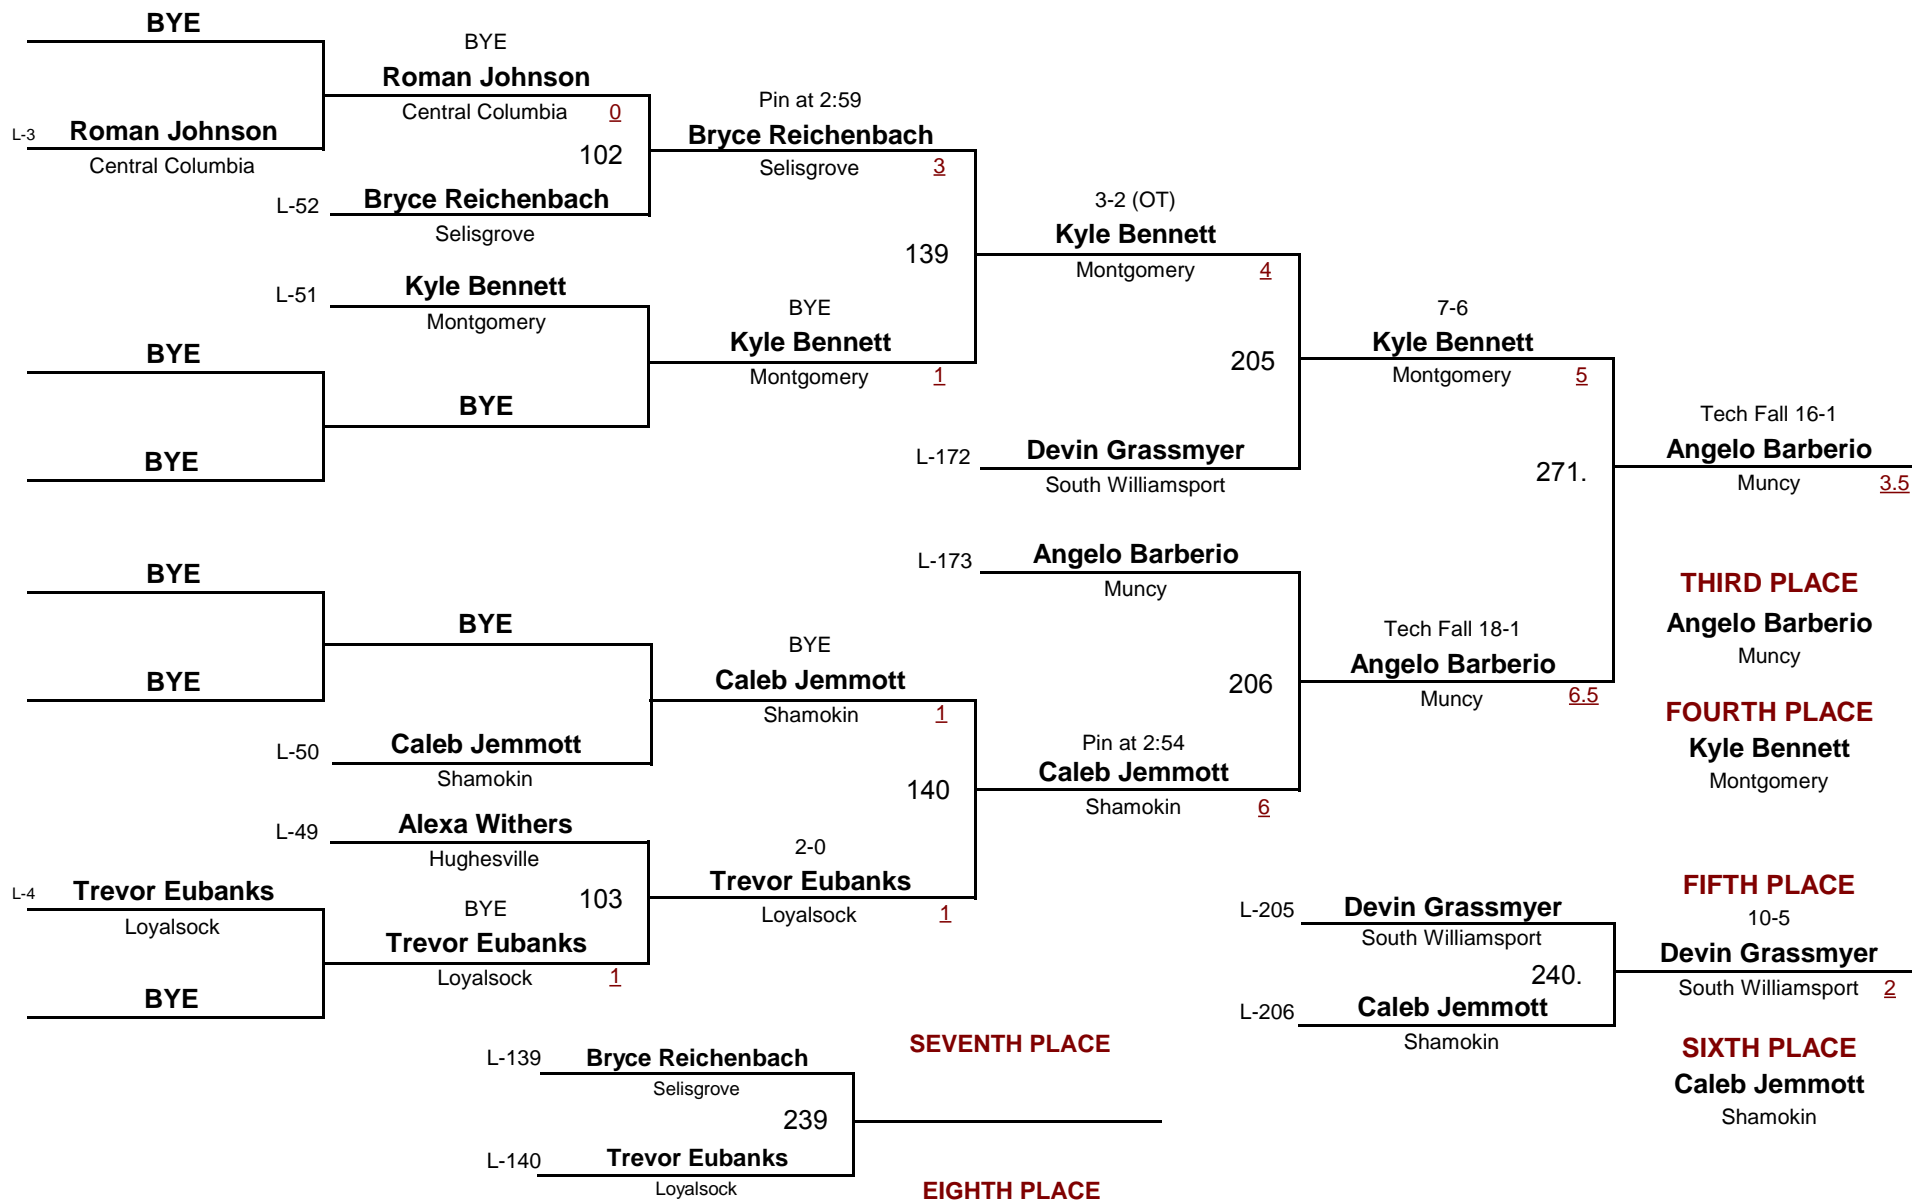 BYE
BYE
Roman Johnson
Central Columbia 0
L-3 Roman Johnson
Central Columbia
102
Pin at 2:59
Bryce Reichenbach
Selisgrove 3
L-52 Bryce Reichenbach
Selisgrove
139
3-2 (OT)
Kyle Bennett
Montgomery 4
L-51 Kyle Bennett
Montgomery
BYE
Kyle Bennett
Montgomery 1
BYE
BYE
BYE
205
7-6
Kyle Bennett
Montgomery 5
L-172 Devin Grassmyer
South Williamsport
271.
Tech Fall 16-1
Angelo Barberio
Muncy 3.5
L-173 Angelo Barberio
Muncy
BYE
BYE
BYE
BYE
Caleb Jemmott
Shamokin 1
L-50 Caleb Jemmott
Shamokin
206
Tech Fall 18-1
Angelo Barberio
Muncy 6.5
THIRD PLACE
Angelo Barberio
Muncy
FOURTH PLACE
Kyle Bennett
Montgomery
Pin at 2:54
Caleb Jemmott
Shamokin 6
140
L-49 Alexa Withers
Hughesville
2-0
Trevor Eubanks
Loyalsock 1
L-4 Trevor Eubanks
Loyalsock
103
BYE
Trevor Eubanks
Loyalsock 1
BYE
L-205 Devin Grassmyer
South Williamsport
240.
L-206 Caleb Jemmott
Shamokin
FIFTH PLACE
10-5
Devin Grassmyer
South Williamsport 2
SIXTH PLACE
Caleb Jemmott
Shamokin
SEVENTH PLACE
L-139 Bryce Reichenbach
Selisgrove
239
L-140 Trevor Eubanks
Loyalsock
EIGHTH PLACE